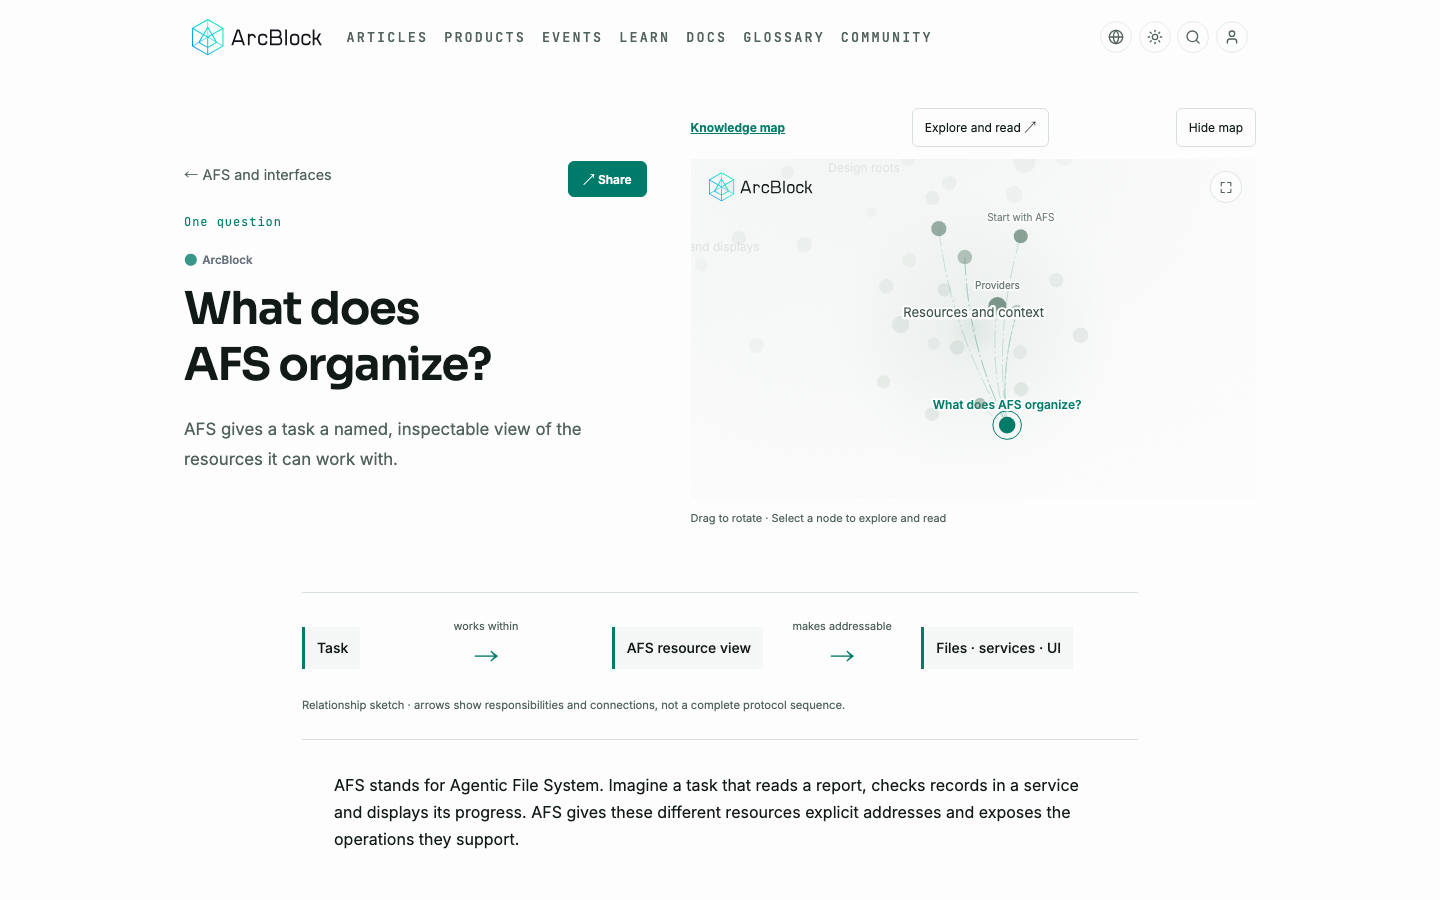 ArcBlock
ARTICLES PRODUCTS EVENTS LEARN DOCS GLOSSARY COMMUNITY
← AFS and interfaces
↗ Share
One question
ArcBlock
What does
AFS organize?
AFS gives a task a named, inspectable view of the
resources it can work with.
Knowledge map
Explore and read ↗
Hide map
Design roots
ArcBlock
Start with AFS
and displays
Providers
Resources and context
What does AFS organize?
Drag to rotate · Select a node to explore and read
Task
works within
→
AFS resource view
makes addressable
→
Files · services · UI
Relationship sketch · arrows show responsibilities and connections, not a complete protocol sequence.
AFS stands for Agentic File System. Imagine a task that reads a report, checks records in a service
and displays its progress. AFS gives these different resources explicit addresses and exposes the
operations they support.